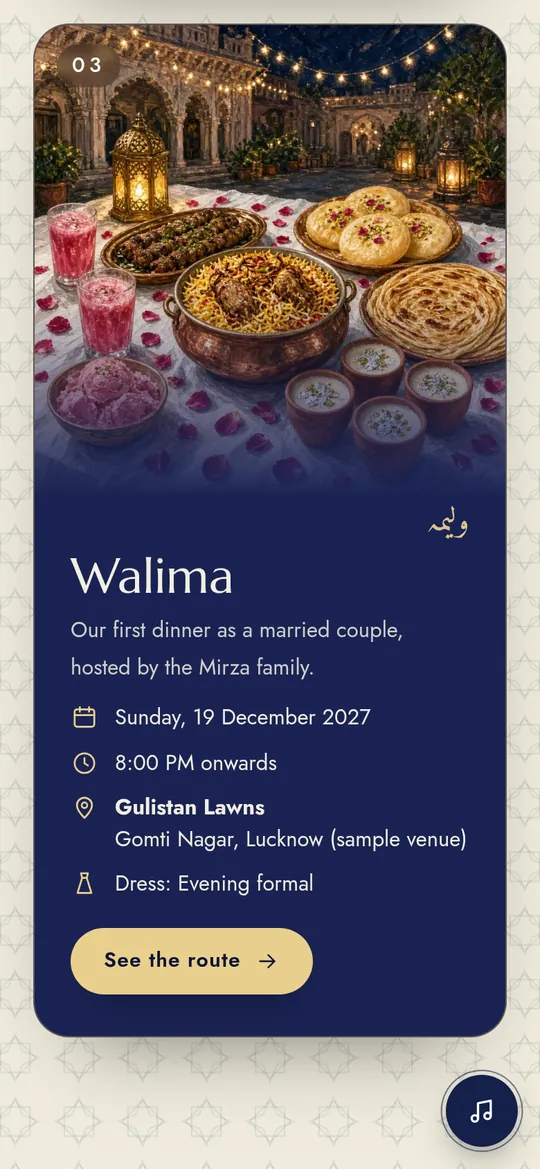 03
ولیمہ
Walima
Our first dinner as a married couple,
hosted by the Mirza family.
Sunday, 19 December 2027
8:00 PM onwards
Gulistan Lawns
Gomti Nagar, Lucknow (sample venue)
Dress: Evening formal
See the route →